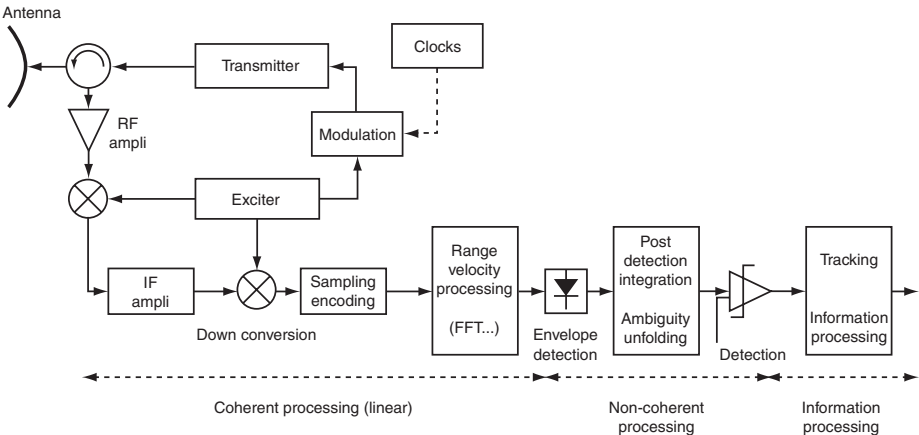 Antenna
Transmitter
Clocks
RF
ampli
Modulation
Exciter
IF
ampli
Down conversion
Sampling
encoding
Range
velocity
processing
(FFT...)
Envelope
detection
Post
detection
integration
Ambiguity
unfolding
Detection
Tracking
Information
processing
Coherent processing (linear)
Non-coherent
processing
Information
processing